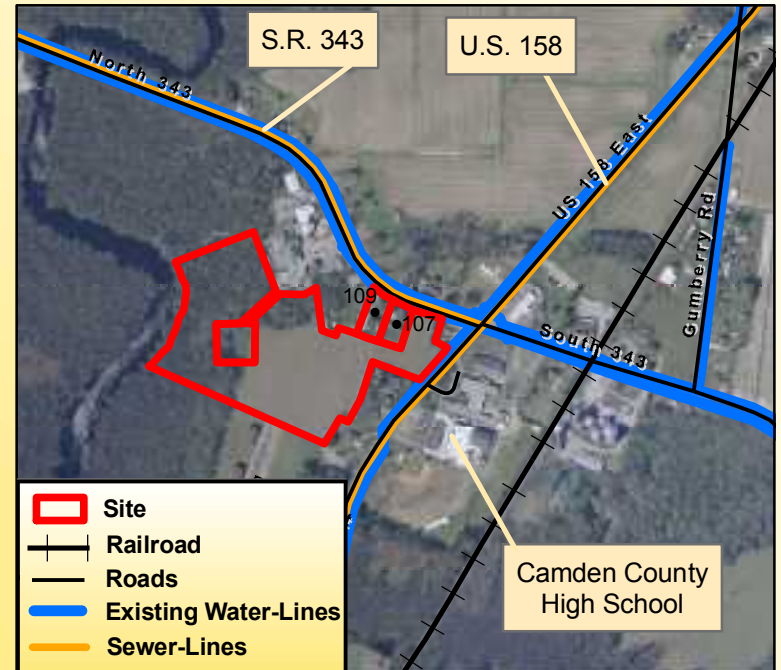 S.R. 343
U.S. 158
North 343
US 158 East
Gumberry Rd
109
107
South 343
Camden County
High School
Site
Railroad
Roads
Existing Water-Lines
Sewer-Lines